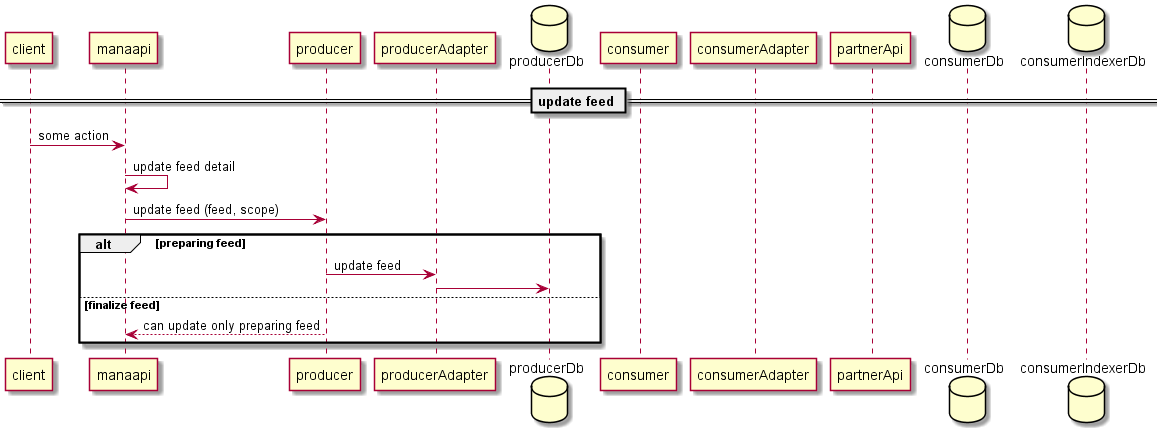 client
manaapi
producer
producerAdapter
producerDb
consumer
consumerAdapter
partnerApi
consumerDb
consumerIndexerDb
update feed
some action
update feed detail
update feed (feed, scope)
alt [preparing feed]
update feed
[finalize feed]
can update only preparing feed
client
manaapi
producer
producerAdapter
producerDb
consumer
consumerAdapter
partnerApi
consumerDb
consumerIndexerDb